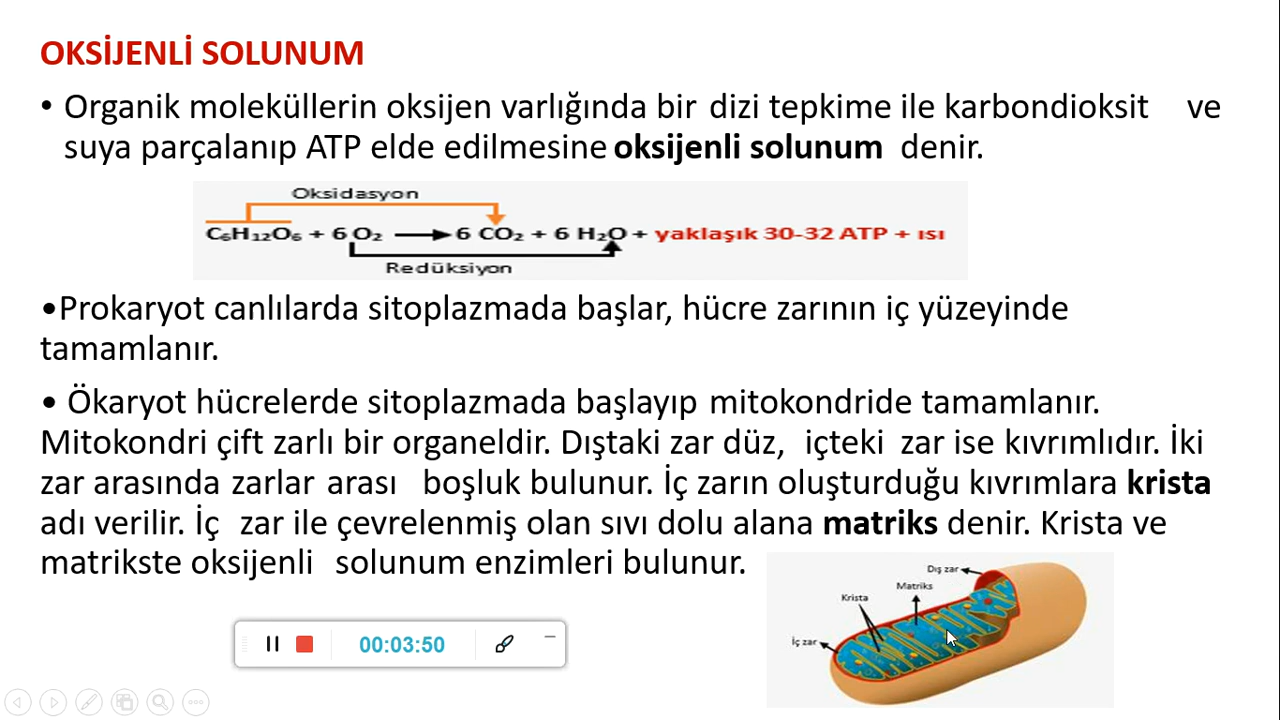 OKSİJENLİ SOLUNUM
• Organik moleküllerin oksijen varlığında bir dizi tepkime ile karbondioksit ve
suya parçalanıp ATP elde edilmesine oksijenli solunum denir.
Oksidasyon
C₆H₁₂O₆ + 6 O₂ → 6 CO₂ + 6 H₂O + yaklaşık 30-32 ATP + ısı
Redüksiyon
•Prokaryot canlılarda sitoplazmada başlar, hücre zarının iç yüzeyinde
tamamlanır.
• Ökaryot hücrelerde sitoplazmada başlayıp mitokondride tamamlanır.
Mitokondri çift zarlı bir organeldir. Dıştaki zar düz, içteki zar ise kıvrımlıdır. İki
zar arasında zarlar arası boşluk bulunur. İç zarın oluşturduğu kıvrımlara krista
adı verilir. İç zar ile çevrelenmiş olan sıvı dolu alana matriks denir. Krista ve
matrikste oksijenli solunum enzimleri bulunur.
Dış zar
Matriks
Krista
İç zar
00:03:50